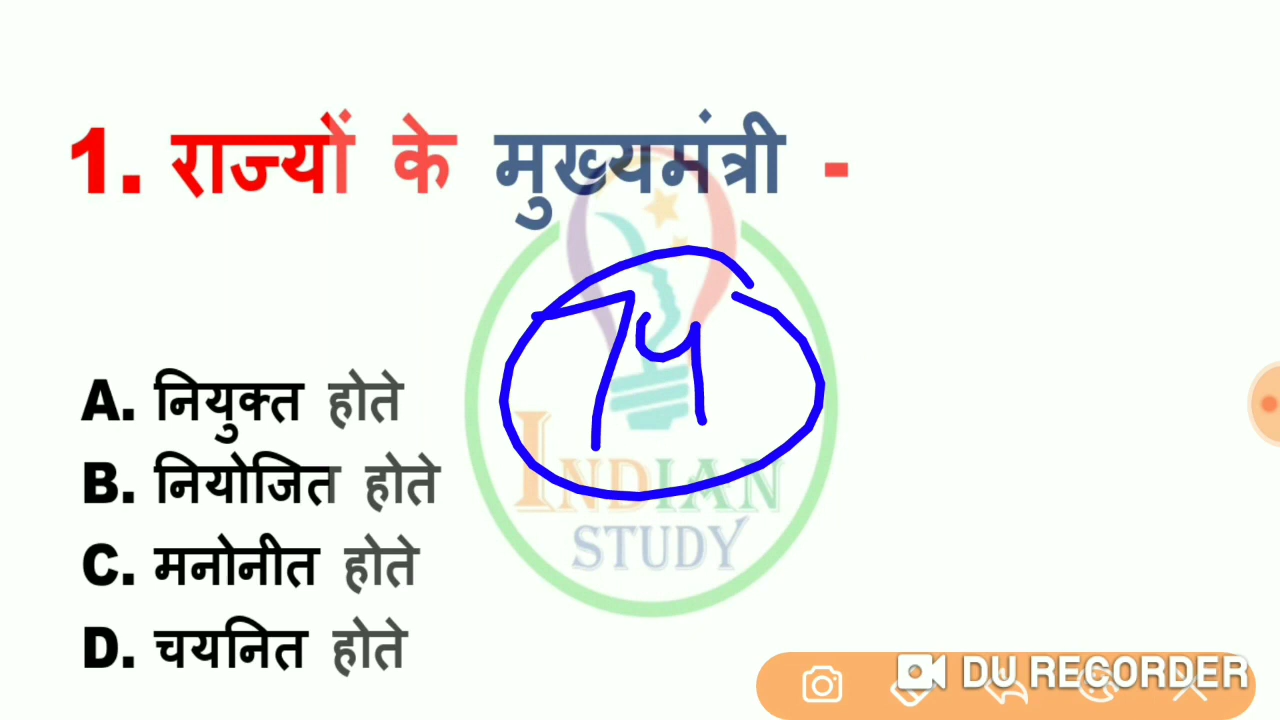 1. राज्यों के मुख्यमंत्री -
74
A. नियुक्त होते
B. नियोजित होते
C. मनोनीत होते
D. चयनित होते
INDIAN
STUDY
DU RECORDER